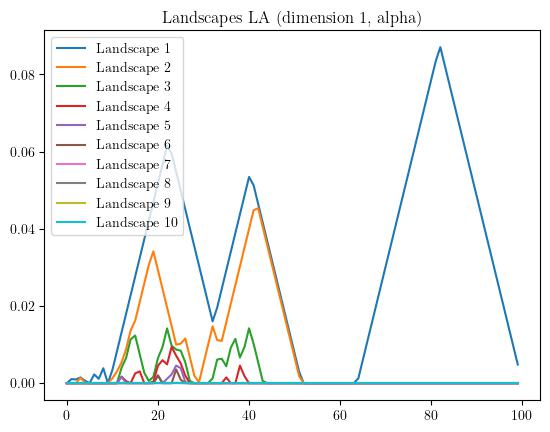 Landscapes LA (dimension 1, alpha)
Landscape 1
Landscape 2
Landscape 3
Landscape 4
Landscape 5
Landscape 6
Landscape 7
Landscape 8
Landscape 9
Landscape 10
0.08
0.06
0.04
0.02
0.00
0 20 40 60 80 100